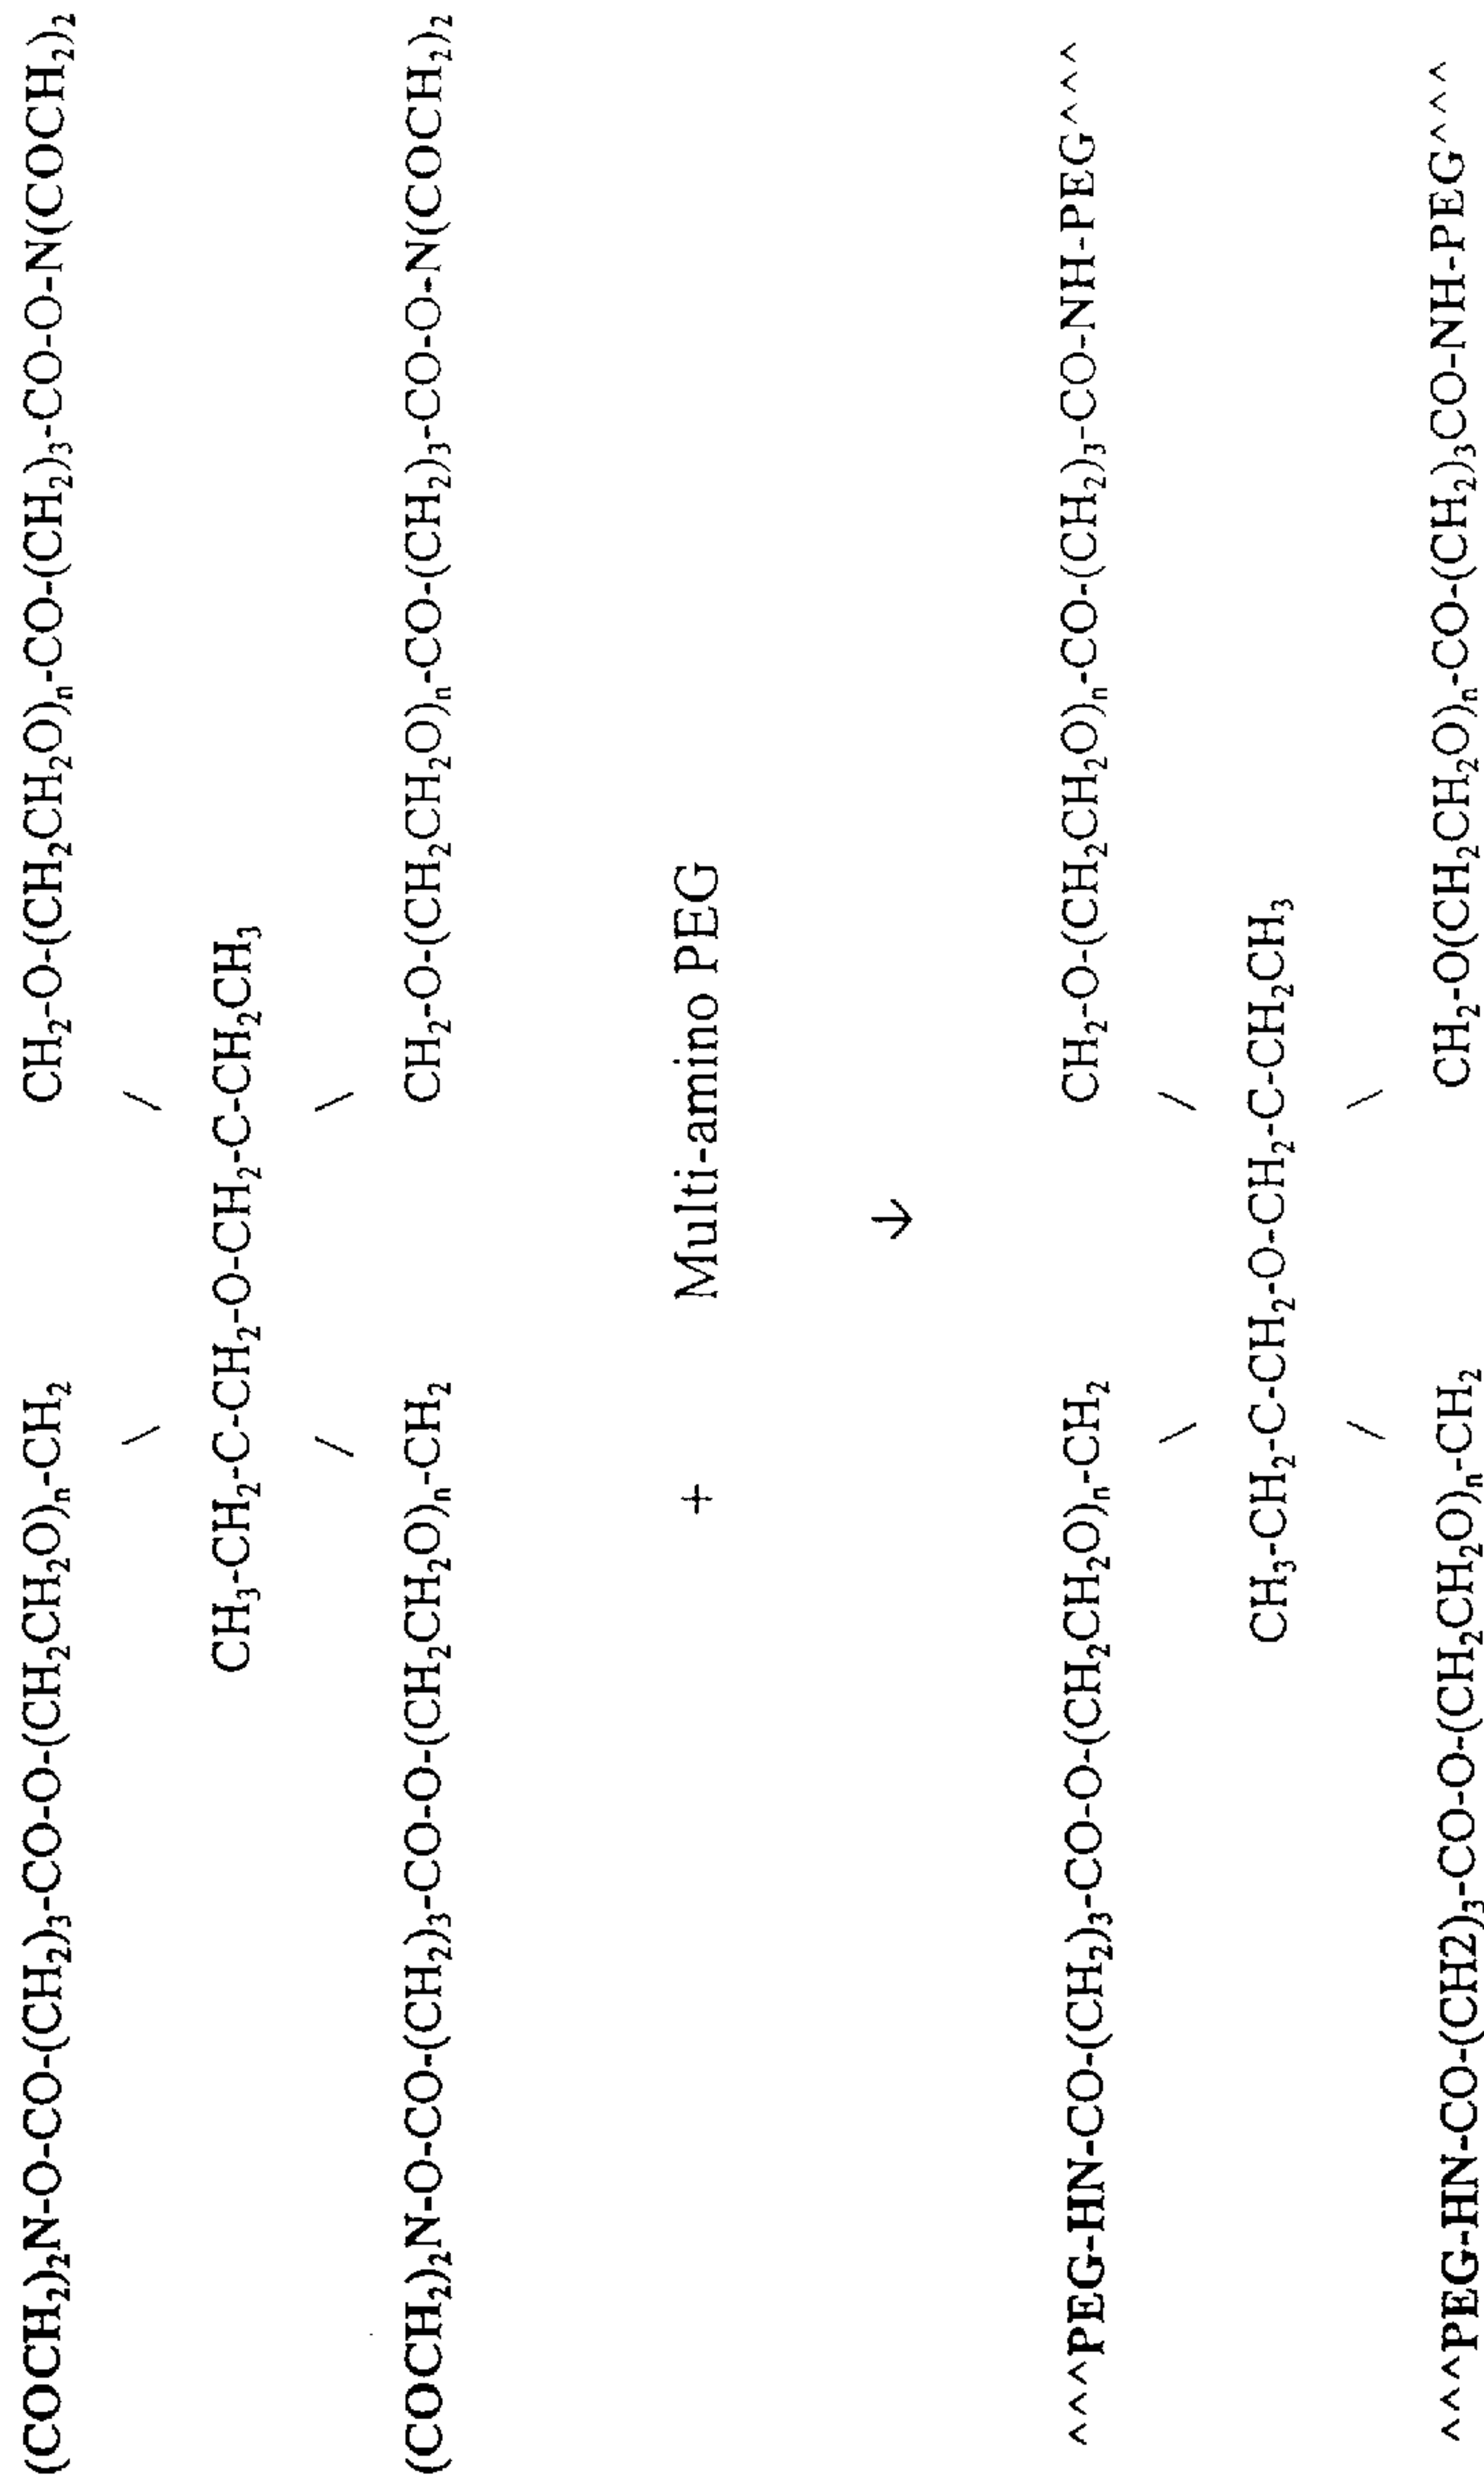 (COCH₂)₂N-O-CO-(CH₂)₃-CO-O-(CH₂CH₂O)ₙ-CH₂ CH₂-O-(CH₂CH₂O)ₙ-CO-(CH₂)₃-CO-O-N(COCH₂)₂
\ /
CH₃-CH₂-C-CH₂-O-CH₂-C-CH₂CH₃
/ \
(COCH₂)₂N-O-CO-(CH₂)₃-CO-O-(CH₂CH₂O)ₙ-CH₂ CH₂-O-(CH₂CH₂O)ₙ-CO-(CH₂)₃-CO-O-N(COCH₂)₂
+ Multi-amino PEG
^^^PEG-HN-CO-(CH₂)₃-CO-O-(CH₂CH₂O)ₙ-CH₂ CH₂-O-(CH₂CH₂O)ₙ-CO-(CH₂)₃-CO-NH-PEG^^^
\ /
CH₃-CH₂-C-CH₂-O-CH₂-C-CH₂CH₃
/ \
^^^PEG-HN-CO-(CH2)₃-CO-O-(CH₂CH₂O)ₙ-CH₂ CH₂-O(CH₂CH₂O)ₙ-CO-(CH₂)₃CO-NH-PEG^^^